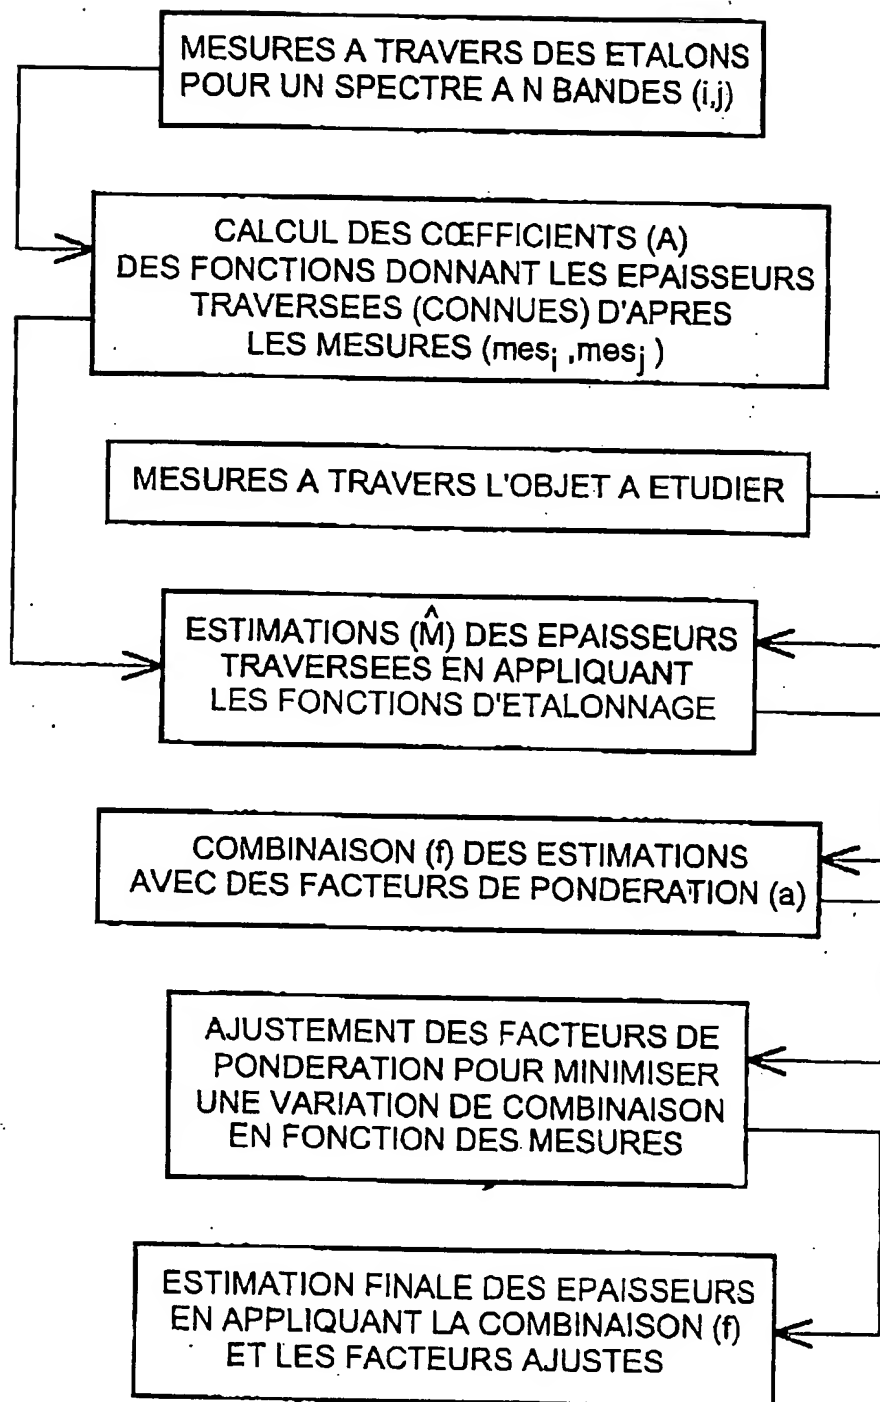 MESURES A TRAVERS DES ETALONS
POUR UN SPECTRE A N BANDES (i,j)
CALCUL DES CŒFFICIENTS (A)
DES FONCTIONS DONNANT LES EPAISSEURS
TRAVERSEES (CONNUES) D'APRES
LES MESURES (mesi ,mesj )
MESURES A TRAVERS L'OBJET A ETUDIER
ESTIMATIONS (M̂) DES EPAISSEURS
TRAVERSEES EN APPLIQUANT
LES FONCTIONS D'ETALONNAGE
COMBINAISON (f) DES ESTIMATIONS
AVEC DES FACTEURS DE PONDERATION (a)
AJUSTEMENT DES FACTEURS DE
PONDERATION POUR MINIMISER
UNE VARIATION DE COMBINAISON
EN FONCTION DES MESURES
ESTIMATION FINALE DES EPAISSEURS
EN APPLIQUANT LA COMBINAISON (f)
ET LES FACTEURS AJUSTES